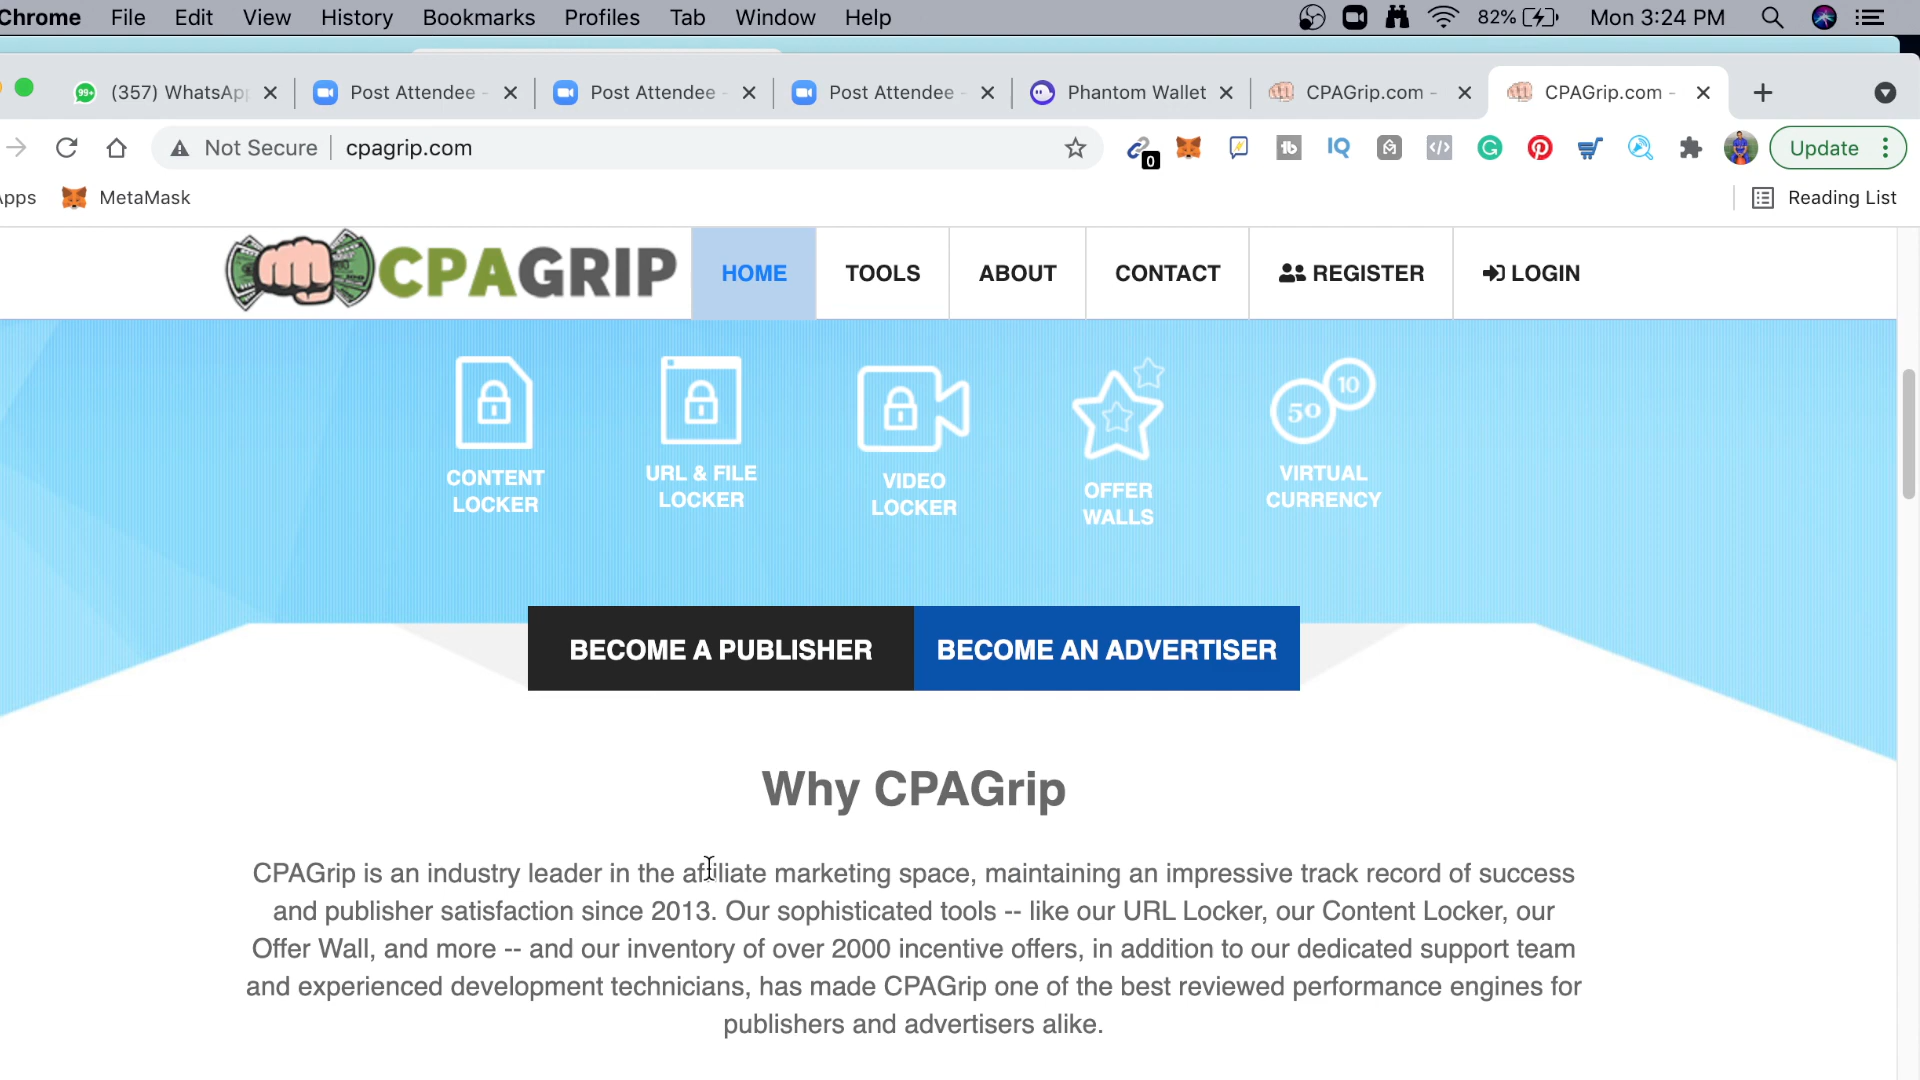 Chrome File Edit View History Bookmarks Profiles Tab Window Help 82% Mon 3:24 PM
99+ (357) WhatsApp Post Attendee - Post Attendee - Post Attendee - Phantom Wallet CPAGrip.com - CPAGrip.com -
Not Secure cpagrip.com 0 tb IQ Update
Apps MetaMask Reading List
CPAGRIP HOME TOOLS ABOUT CONTACT REGISTER LOGIN
50 10
CONTENT
LOCKER
URL & FILE
LOCKER
VIDEO
LOCKER
OFFER
WALLS
VIRTUAL
CURRENCY
BECOME A PUBLISHER BECOME AN ADVERTISER
Why CPAGrip
CPAGrip is an industry leader in the affiliate marketing space, maintaining an impressive track record of success
and publisher satisfaction since 2013. Our sophisticated tools -- like our URL Locker, our Content Locker, our
Offer Wall, and more -- and our inventory of over 2000 incentive offers, in addition to our dedicated support team
and experienced development technicians, has made CPAGrip one of the best reviewed performance engines for
publishers and advertisers alike.